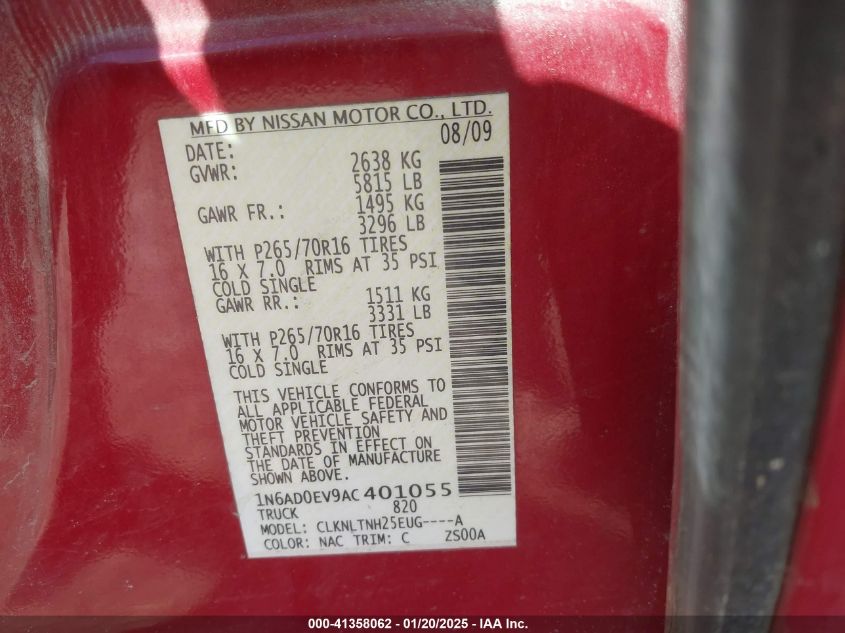 MFD BY NISSAN MOTOR CO., LTD.
DATE: 08/09
GVWR: 2638 KG
5815 LB
GAWR FR.: 1495 KG
3296 LB
WITH P265/70R16 TIRES
16 X 7.0 RIMS AT 35 PSI
COLD SINGLE
GAWR RR.: 1511 KG
3331 LB
WITH P265/70R16 TIRES
16 X 7.0 RIMS AT 35 PSI
COLD SINGLE
THIS VEHICLE CONFORMS TO
ALL APPLICABLE FEDERAL
MOTOR VEHICLE SAFETY AND
THEFT PREVENTION
STANDARDS IN EFFECT ON
THE DATE OF MANUFACTURE
SHOWN ABOVE.
1N6AD0EV9AC401055
TRUCK 820
MODEL: CLKNLTNH25EUG----A
COLOR: NAC TRIM: C ZS00A
000-41358062 - 01/20/2025 - IAA Inc.